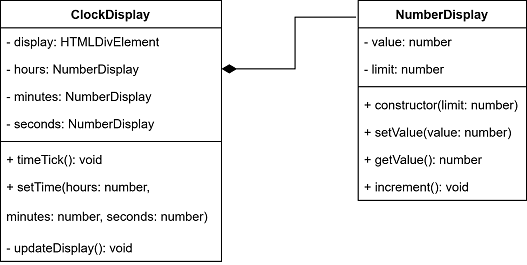 ClockDisplay
- display: HTMLDivElement
- hours: NumberDisplay
- minutes: NumberDisplay
- seconds: NumberDisplay
+ timeTick(): void
+ setTime(hours: number,
minutes: number, seconds: number)
- updateDisplay(): void
NumberDisplay
- value: number
- limit: number
+ constructor(limit: number)
+ setValue(value: number)
+ getValue(): number
+ increment(): void